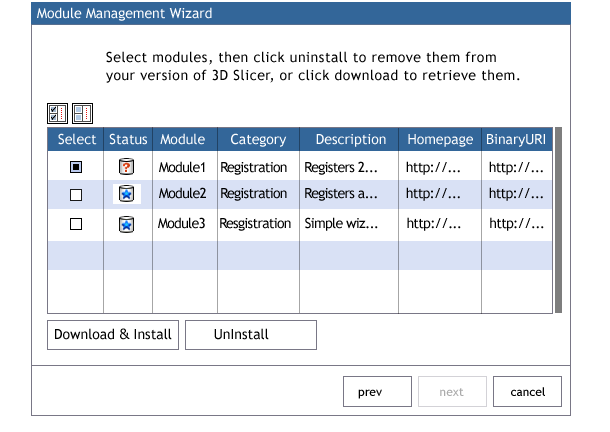 Module Management Wizard
Select modules, then click uninstall to remove them from
your version of 3D Slicer, or click download to retrieve them.
Select Status Module Category Description Homepage BinaryURI
? Module1 Registration Registers 2... http://... http://...
Module2 Registration Registers a... http://... http://...
Module3 Resgistration Simple wiz... http://... http://...
Download & Install UnInstall
prev next cancel